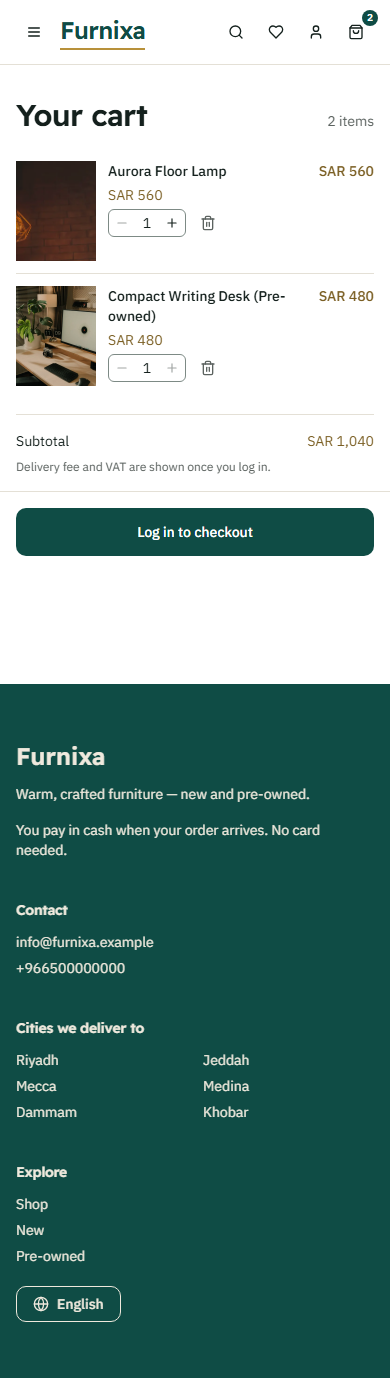 Furnixa
2
Your cart
2 items
Aurora Floor Lamp
SAR 560
SAR 560
1
Compact Writing Desk (Pre-
owned)
SAR 480
SAR 480
1
Subtotal
SAR 1,040
Delivery fee and VAT are shown once you log in.
Log in to checkout
Furnixa
Warm, crafted furniture — new and pre-owned.
You pay in cash when your order arrives. No card
needed.
Contact
info@furnixa.example
+966500000000
Cities we deliver to
Riyadh
Jeddah
Mecca
Medina
Dammam
Khobar
Explore
Shop
New
Pre-owned
English